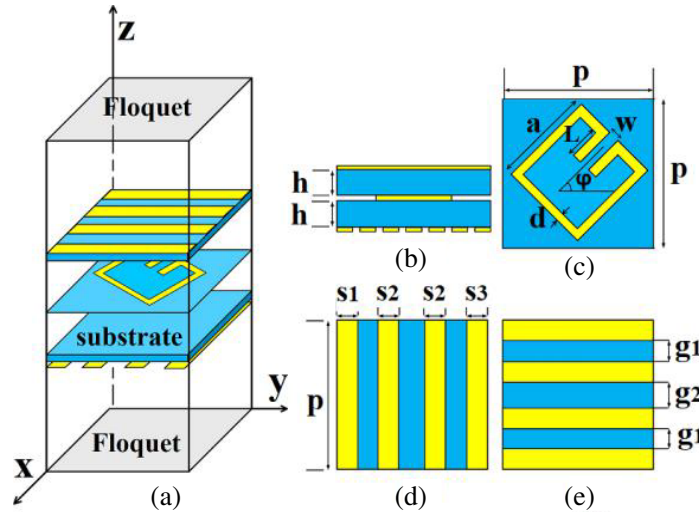 z
Floquet
substrate
y
Floquet
x
(a)
h
h
(b)
p
a
L
w
φ
d
p
(c)
s1 s2 s2 s3
p
(d)
g1
g2
g1
(e)